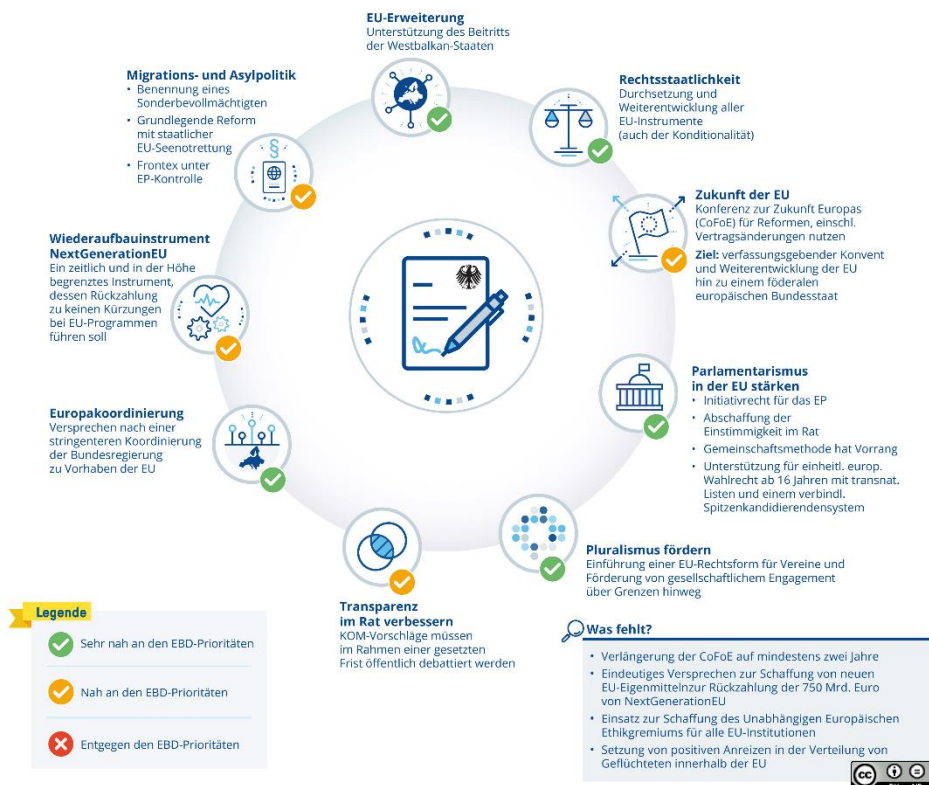 EU-Erweiterung
Unterstützung des Beitritts
der Westbalkan-Staaten
Rechtsstaatlichkeit
Durchsetzung und
Weiterentwicklung aller
EU-Instrumente
(auch der Konditionalität)
Zukunft der EU
Konferenz zur Zukunft Europas
(CoFoE) für Reformen, einschl.
Vertragsänderungen nutzen
Ziel: verfassungsgebender Konvent
und Weiterentwicklung der EU
hin zu einem föderalen
europäischen Bundesstaat
Parlamentarismus
in der EU stärken
• Initiativrecht für das EP
• Abschaffung der
Einstimmigkeit im Rat
• Gemeinschaftsmethode hat Vorrang
• Unterstützung für einheitl. europ.
Wahlrecht ab 16 Jahren mit transnat.
Listen und einem verbindl.
Spitzenkandidierendensystem
Pluralismus fördern
Einführung einer EU-Rechtsform für Vereine und
Förderung von gesellschaftlichem Engagement
über Grenzen hinweg
Transparenz
im Rat verbessern
KOM-Vorschläge müssen
im Rahmen einer gesetzten
Frist öffentlich debattiert werden
Europakoordinierung
Versprechen nach einer
stringenteren Koordinierung
der Bundesregierung
zu Vorhaben der EU
Wiederaufbauinstrument
NextGenerationEU
Ein zeitlich und in der Höhe
begrenztes Instrument,
dessen Rückzahlung
zu keinen Kürzungen
bei EU-Programmen
führen soll
Migrations- und Asylpolitik
• Benennung eines
Sonderbevollmächtigten
• Grundlegende Reform
mit staatlicher
EU-Seenotrettung
• Frontex unter
EP-Kontrolle
§
Legende
Sehr nah an den EBD-Prioritäten
Nah an den EBD-Prioritäten
Entgegen den EBD-Prioritäten
Was fehlt?
• Verlängerung der CoFoE auf mindestens zwei Jahre
• Eindeutiges Versprechen zur Schaffung von neuen
EU-Eigenmittelnzur Rückzahlung der 750 Mrd. Euro
von NextGenerationEU
• Einsatz zur Schaffung des Unabhängigen Europäischen
Ethikgremiums für alle EU-Institutionen
• Setzung von positiven Anreizen in der Verteilung von
Geflüchteten innerhalb der EU
cc